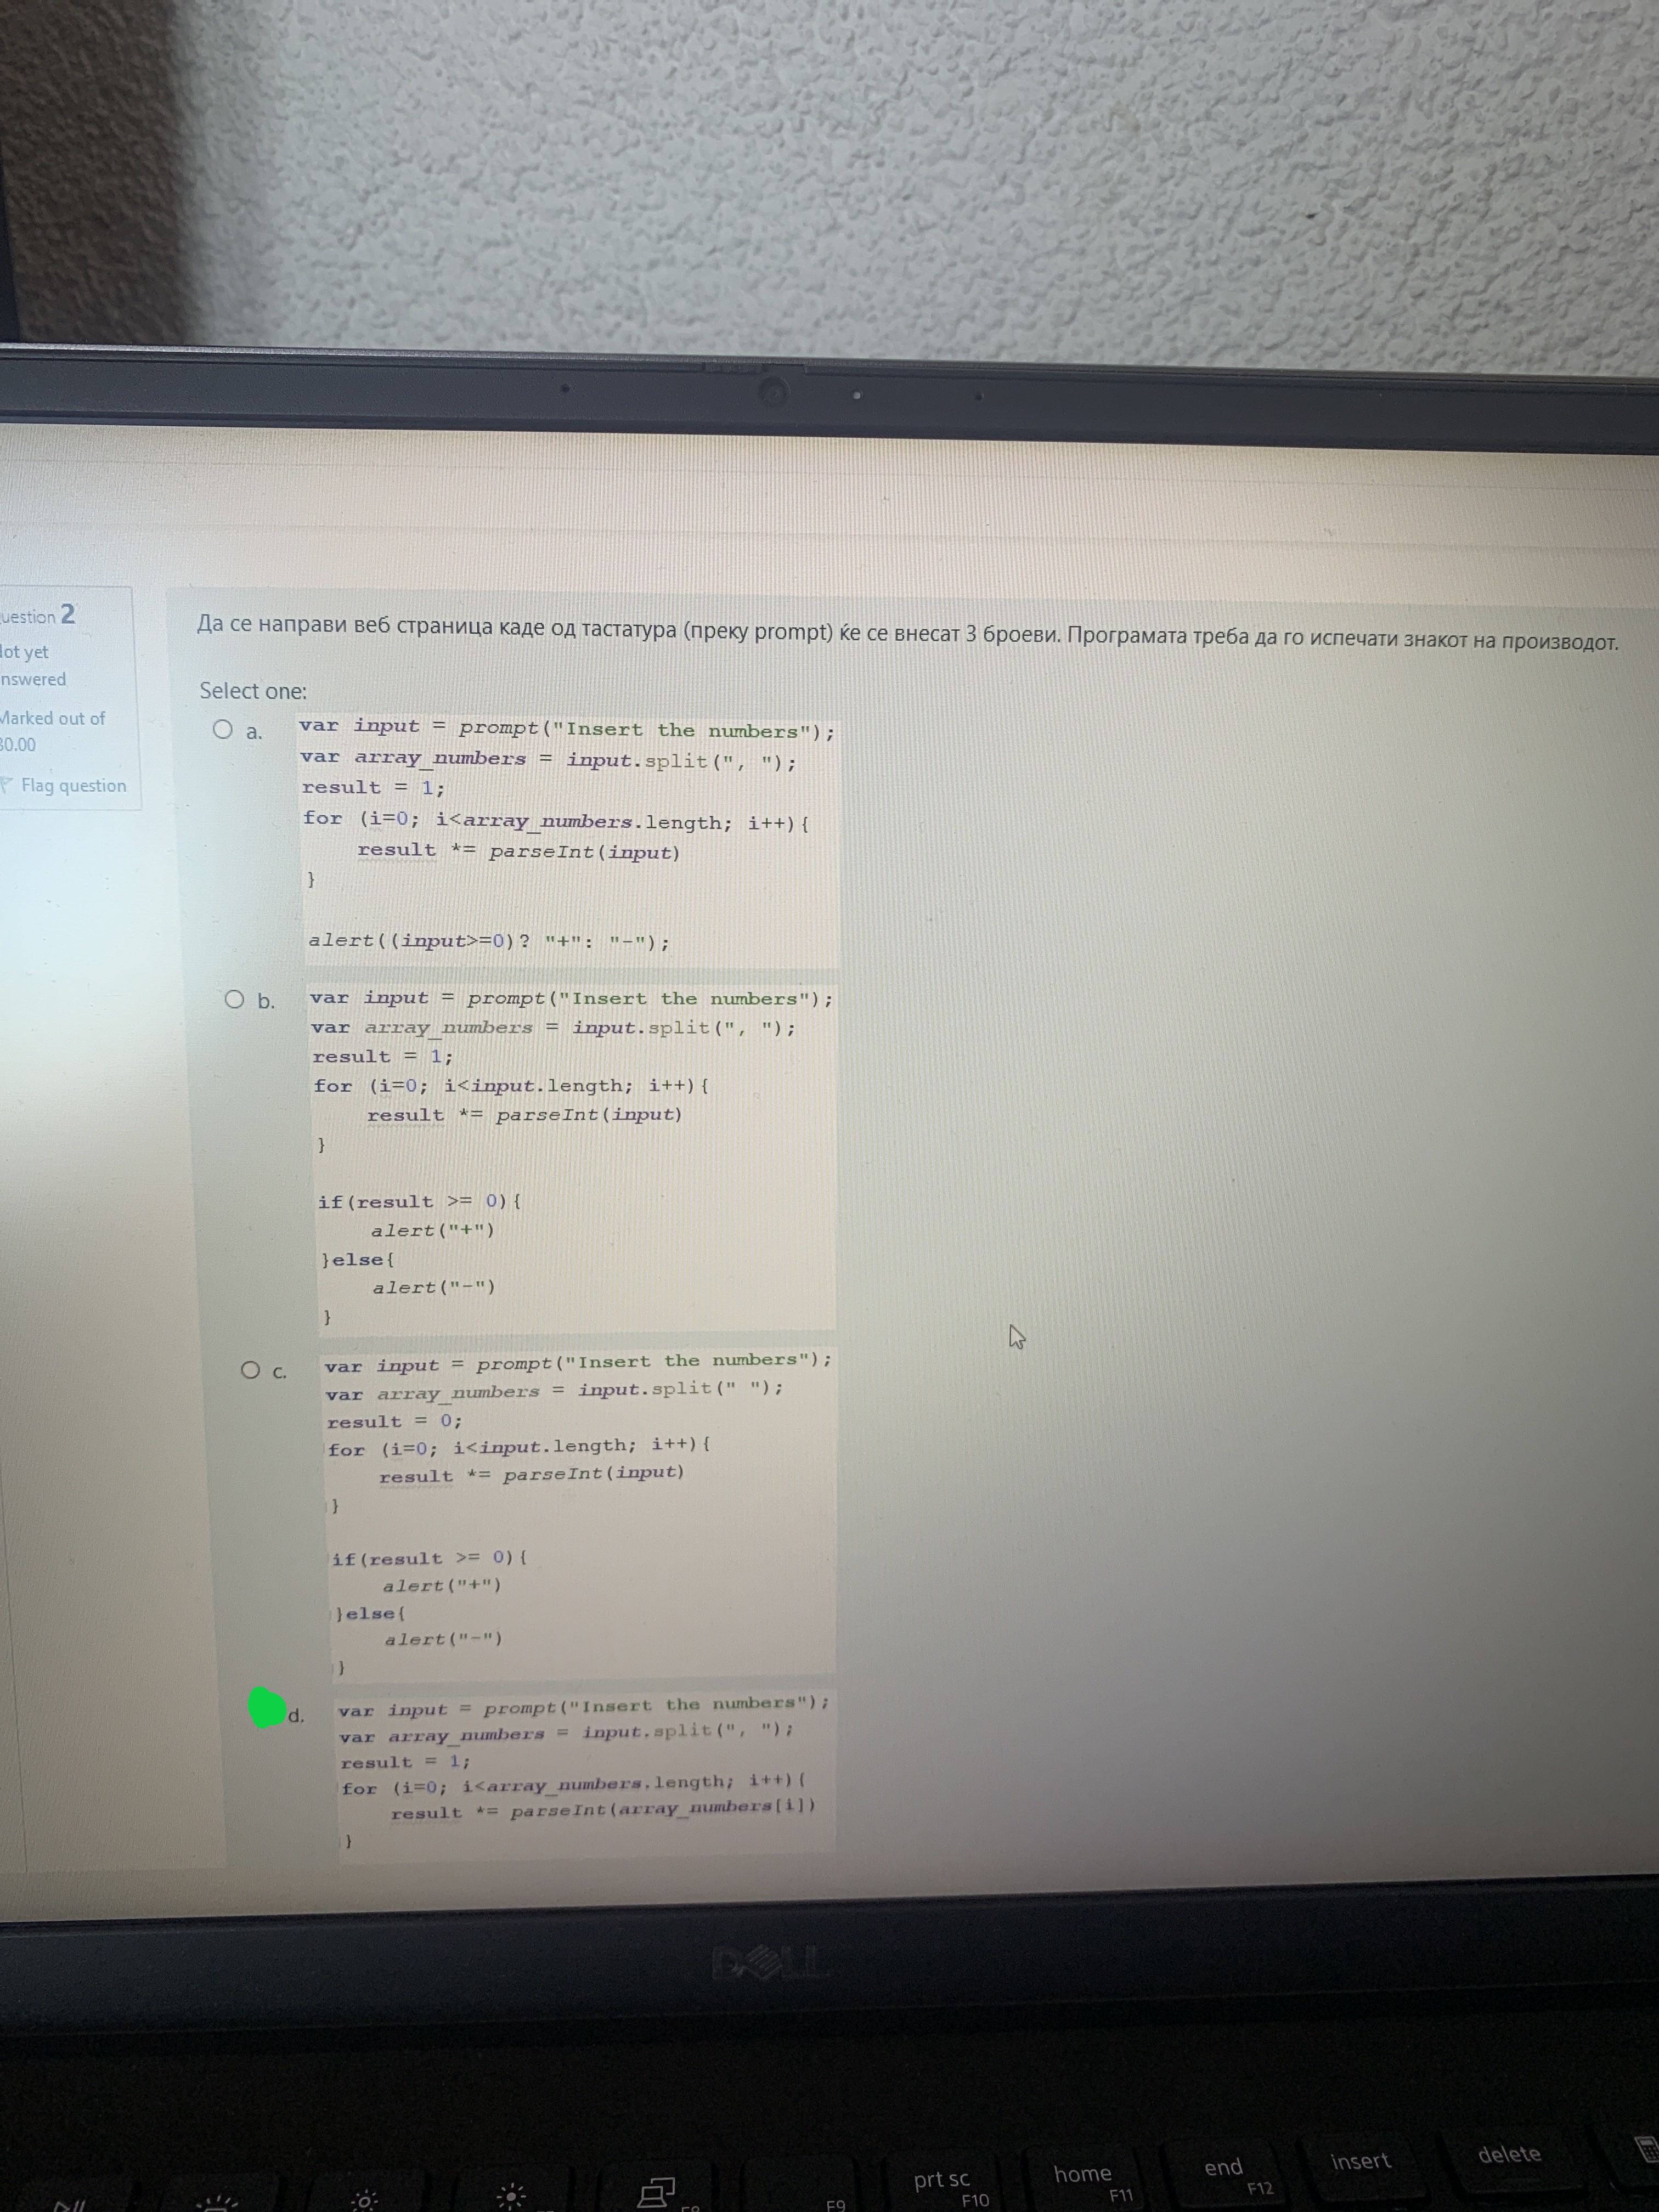 uestion 2
lot yet
nswered
Marked out of
30.00
Flag question
Да се направи веб страница каде од тастатура (преку prompt) ќе се внесат 3 броеви. Програмата треба да го испечати знакот на производот.
Select one:
a.
var input = prompt("Insert the numbers");
var array_numbers = input.split(", ");
result = 1;
for (i=0; i<array_numbers.length; i++){
result *= parseInt(input)
}
alert((input>=0)? "+": "-");
b.
var input = prompt("Insert the numbers");
var array_numbers = input.split(", ");
result = 1;
for (i=0; i<input.length; i++){
result *= parseInt(input)
}
if(result >= 0){
alert("+")
}else{
alert("-")
}
c.
var input = prompt("Insert the numbers");
var array_numbers = input.split(" ");
result = 0;
for (i=0; i<input.length; i++){
result *= parseInt(input)
}
if(result >= 0){
alert("+")
}else{
alert("-")
}
d.
var input = prompt("Insert the numbers");
var array_numbers = input.split(", ");
result = 1;
for (i=0; i<array_numbers.length; i++){
result *= parseInt(array_numbers[i])
}
DELL
prt sc
home
end
insert
delete
F9
F10
F11
F12